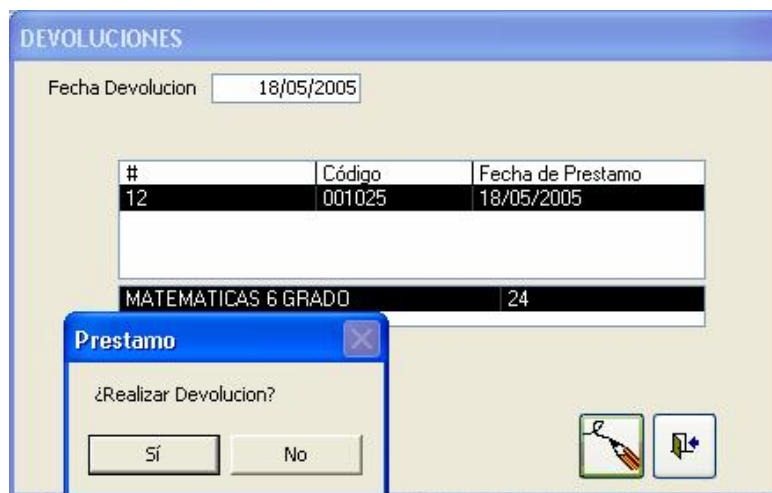 DEVOLUCIONES
Fecha Devolucion 18/05/2005
# Código Fecha de Prestamo
12 001025 18/05/2005
MATEMATICAS 6 GRADO 24
Prestamo
¿Realizar Devolucion?
Sí No